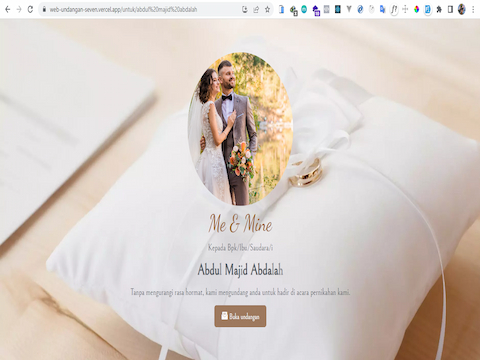 web-undangan-seven.vercel.app/untuk/abdul%20majid%20abdalah
Me & Mine
Kepada Bpk/Ibu/Saudara/i
Abdul Majid Abdalah
Tanpa mengurangi rasa hormat, kami mengundang anda untuk hadir di acara pernikahan kami.
Buka undangan